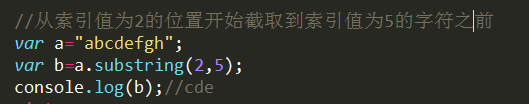 //从索引值为2的位置开始截取到索引值为5的字符之前
var a="abcdefgh";
var b=a.substring(2,5);
console.log(b);//cde